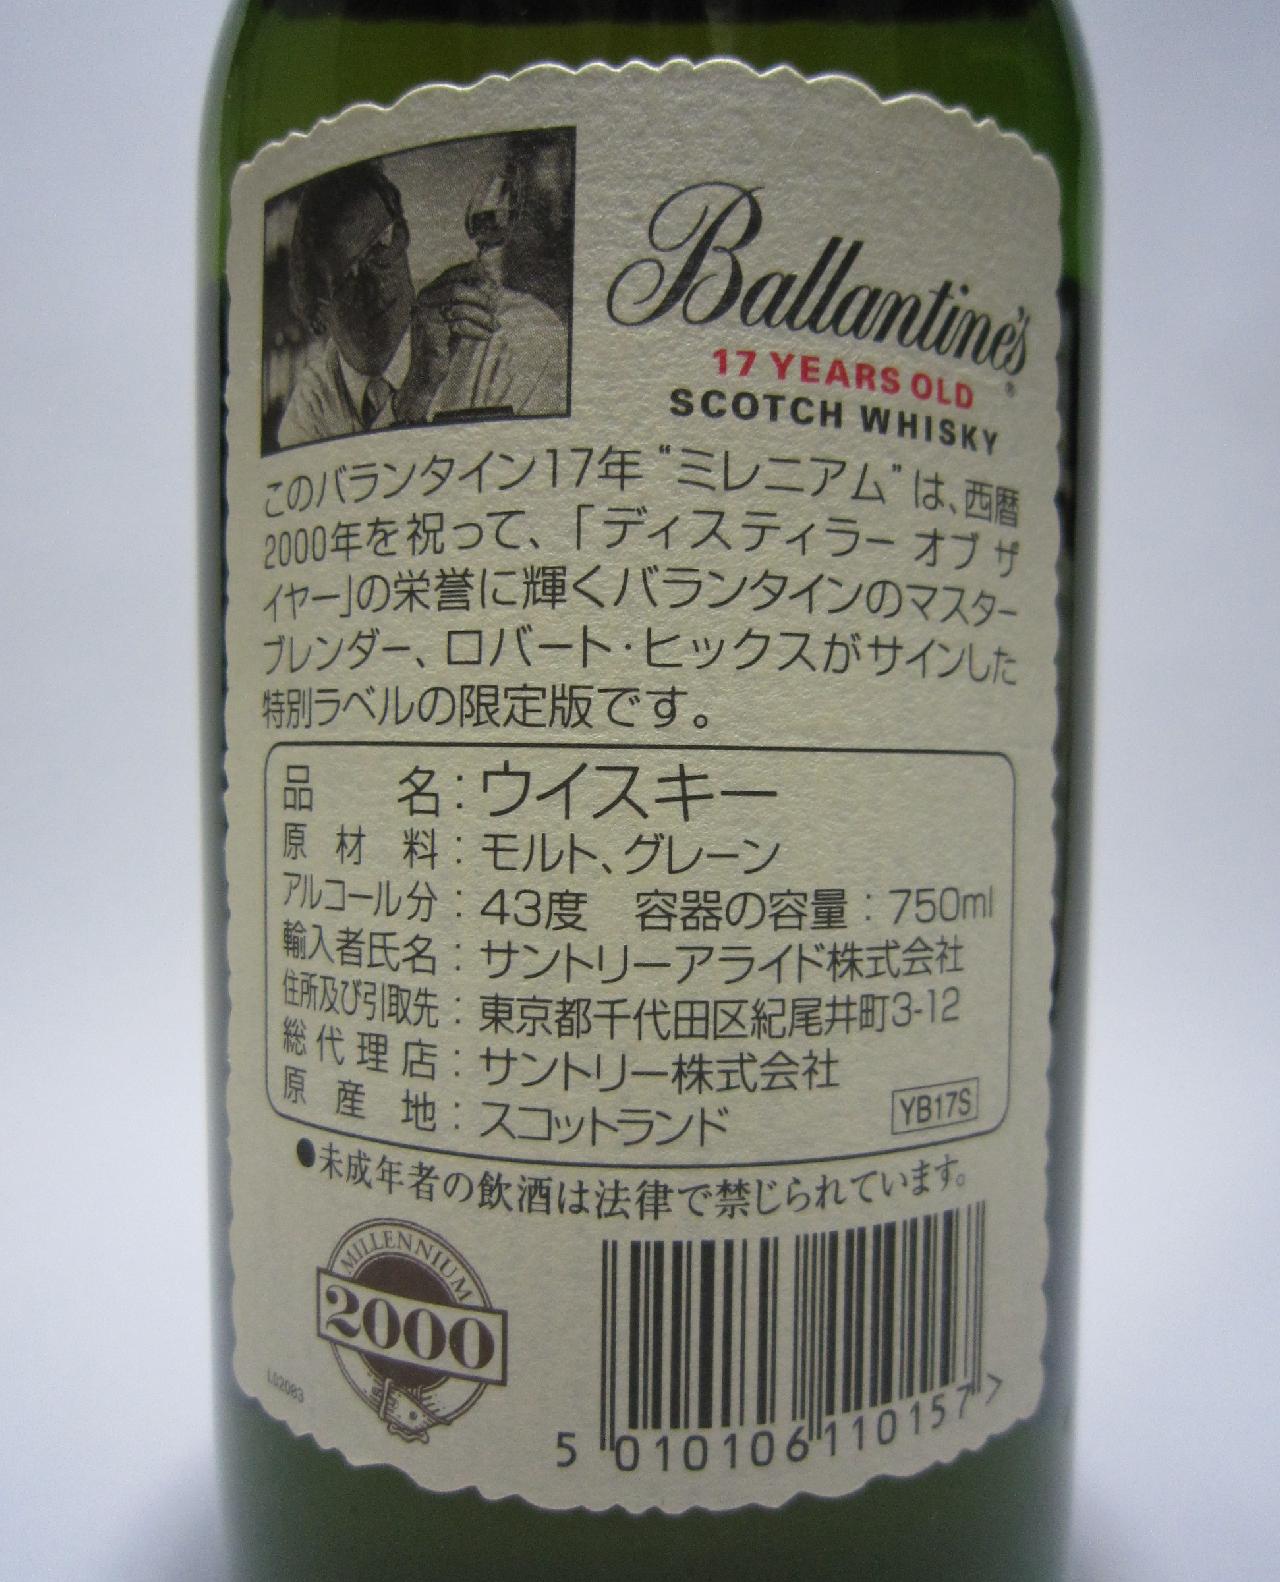 Ballantine's
®
17 YEARS OLD
SCOTCH WHISKY
このバランタイン17年“ミレニアム”は、西暦
2000年を祝って、「ディスティラー オブ ザ
イヤー」の栄誉に輝くバランタインのマスター
ブレンダー、ロバート・ヒックスがサインした
特別ラベルの限定版です。
品名：ウイスキー
原材料：モルト、グレーン
アルコール分：43度 容器の容量：750ml
輸入者氏名：サントリーアライド株式会社
住所及び引取先：東京都千代田区紀尾井町3-12
総代理店：サントリー株式会社
原産地：スコットランド
YB17S
●未成年者の飲酒は法律で禁じられています。
MILLENNIUM
2000
L02083
5 010106 110157 >